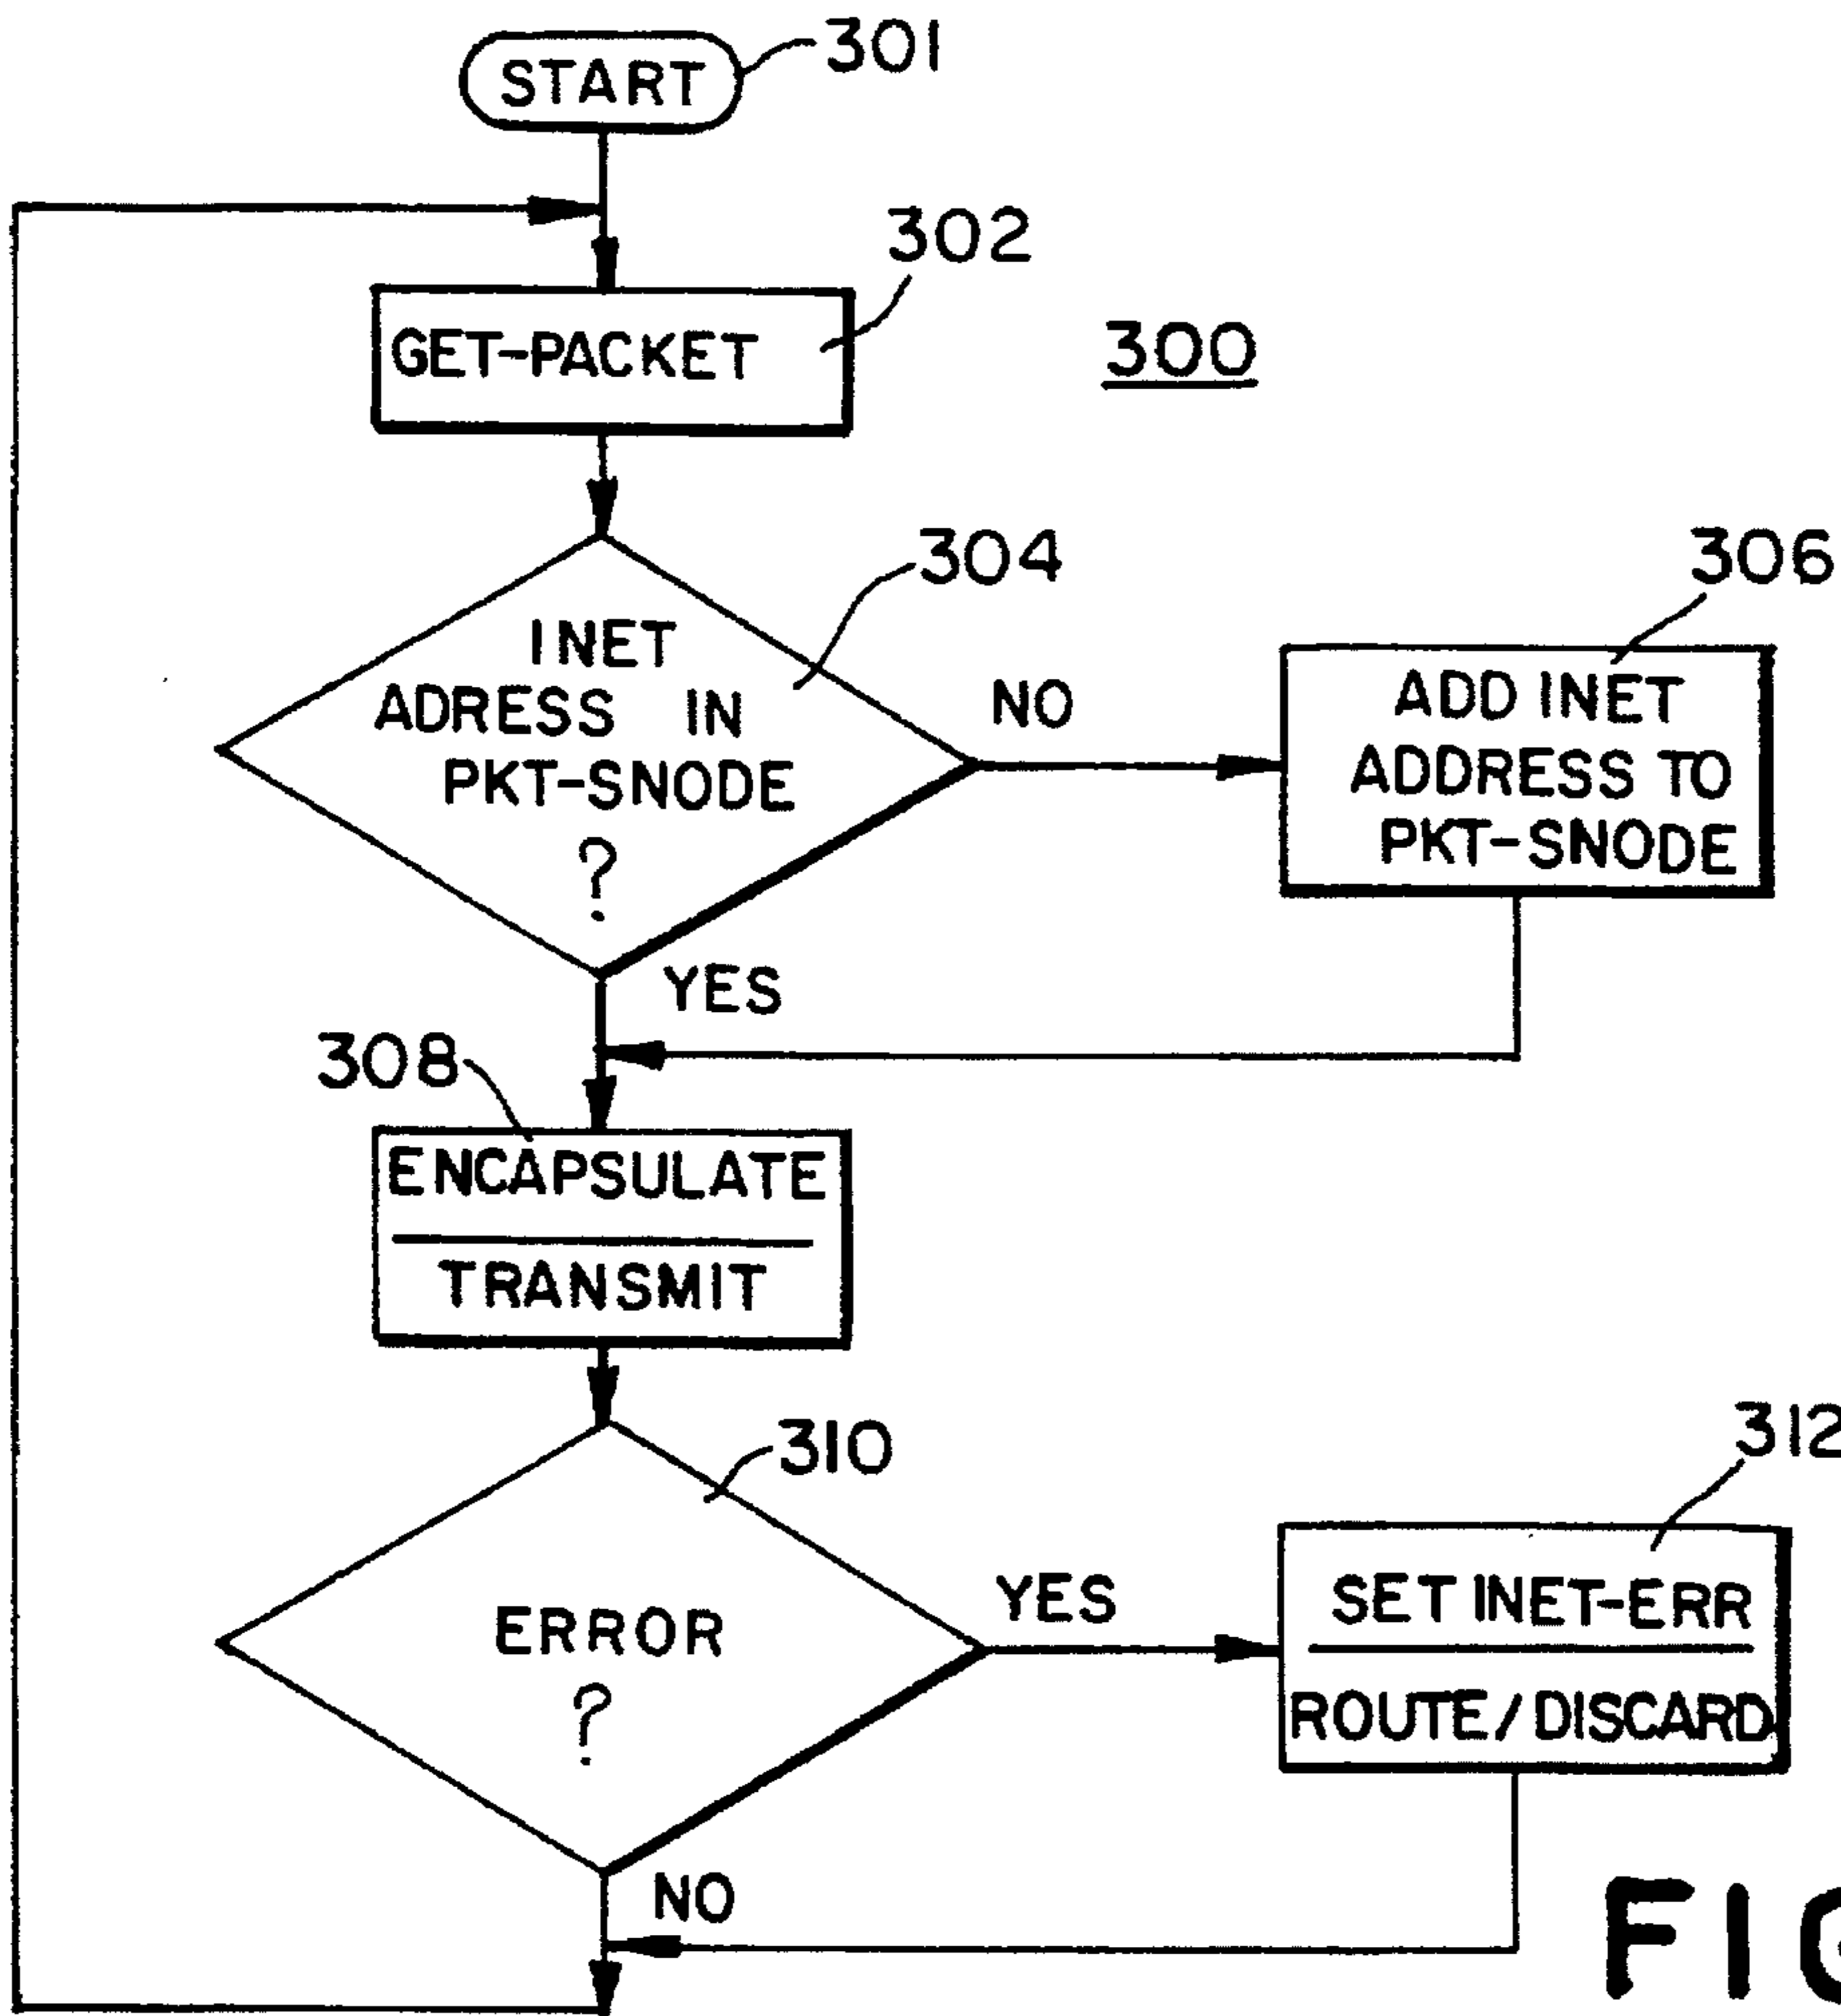 START
301
302
GET-PACKET
300
304
306
INET
ADRESS IN
PKT-SNODE
?
NO
ADD INET
ADDRESS TO
PKT-SNODE
YES
308
ENCAPSULATE
TRANSMIT
310
312
ERROR
?
YES
SET INET-ERR
ROUTE/DISCARD
NO